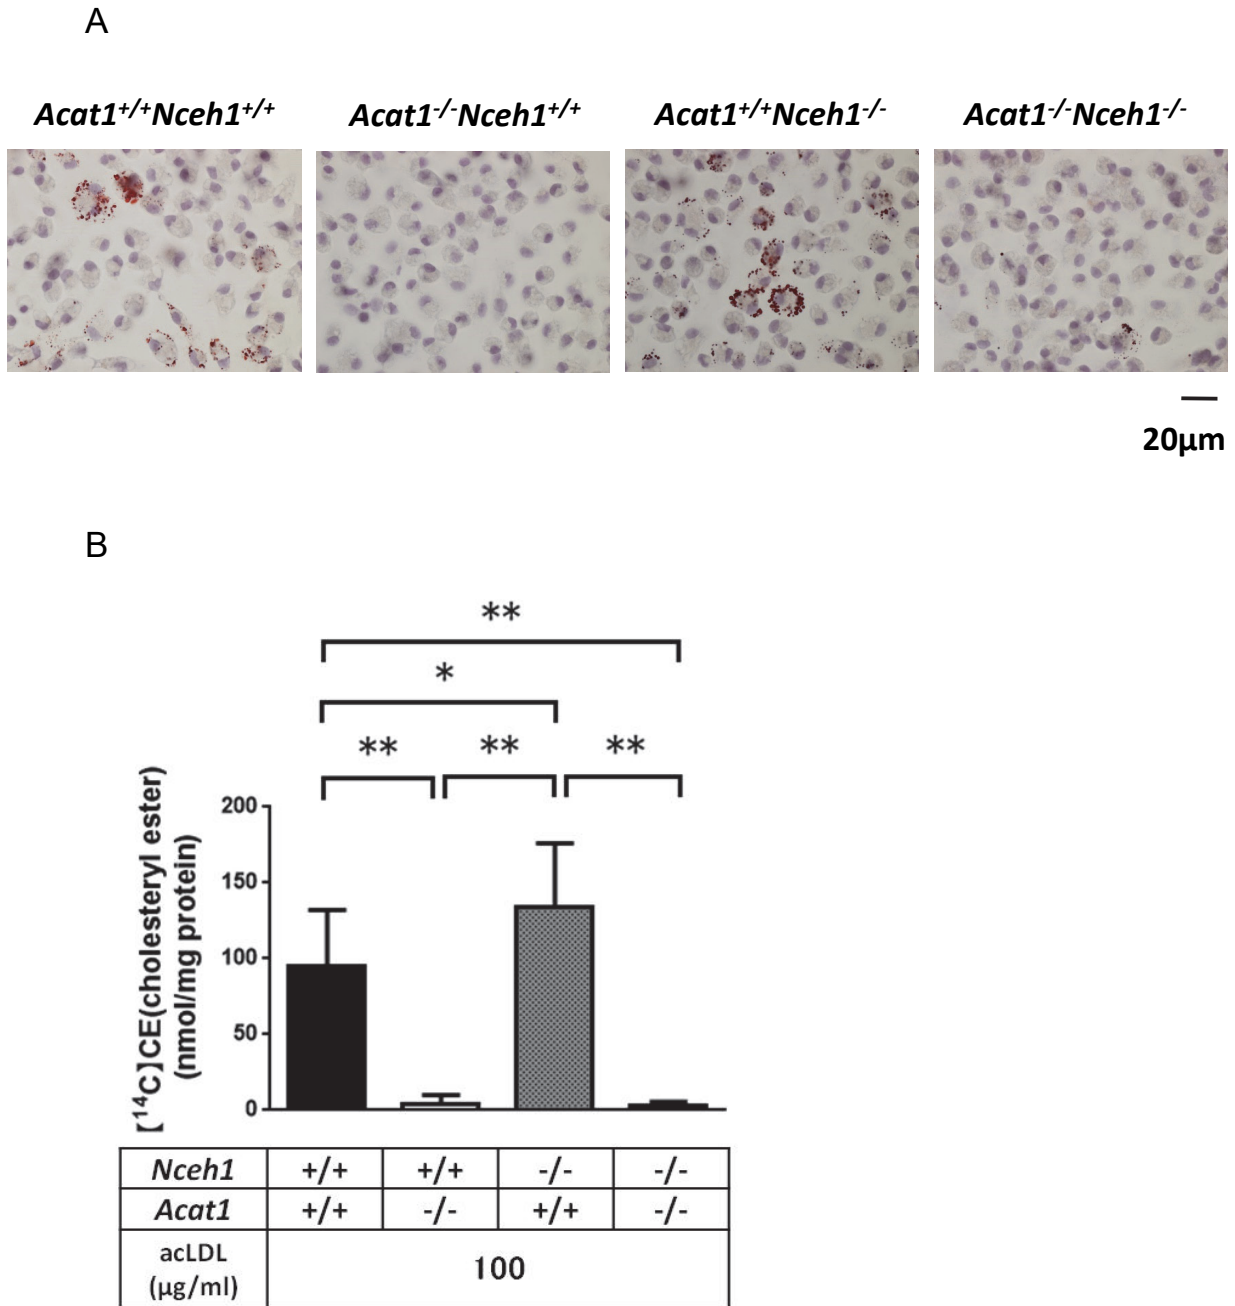 A
Acat1+/+Nceh1+/+ Acat1-/-Nceh1+/+ Acat1+/+Nceh1-/- Acat1-/-Nceh1-/-
20μm
B
**
*
** ** **
[14C]CE(cholesteryl ester)
(nmol/mg protein)
200
150
100
50
0
Nceh1 +/+ +/+ -/- -/-
Acat1 +/+ -/- +/+ -/-
acLDL
(μg/ml)
100